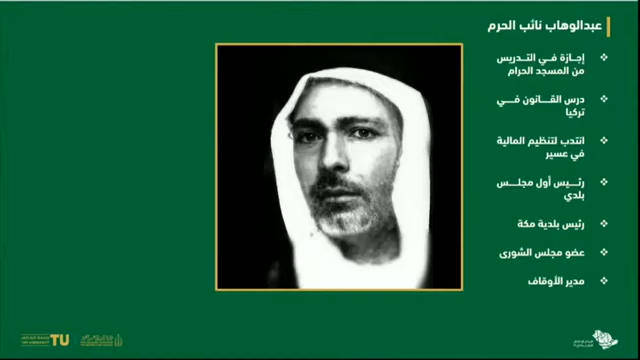 عبدالوهاب نائب الحرم
إجازة في التدريس
من المسجد الحرام
درس القانون في
تركيا
انتدب لتنظيم المالية
في عسير
رئيس أول مجلس
بلدي
رئيس بلدية مكة
عضو مجلس الشورى
مدير الأوقاف
TU